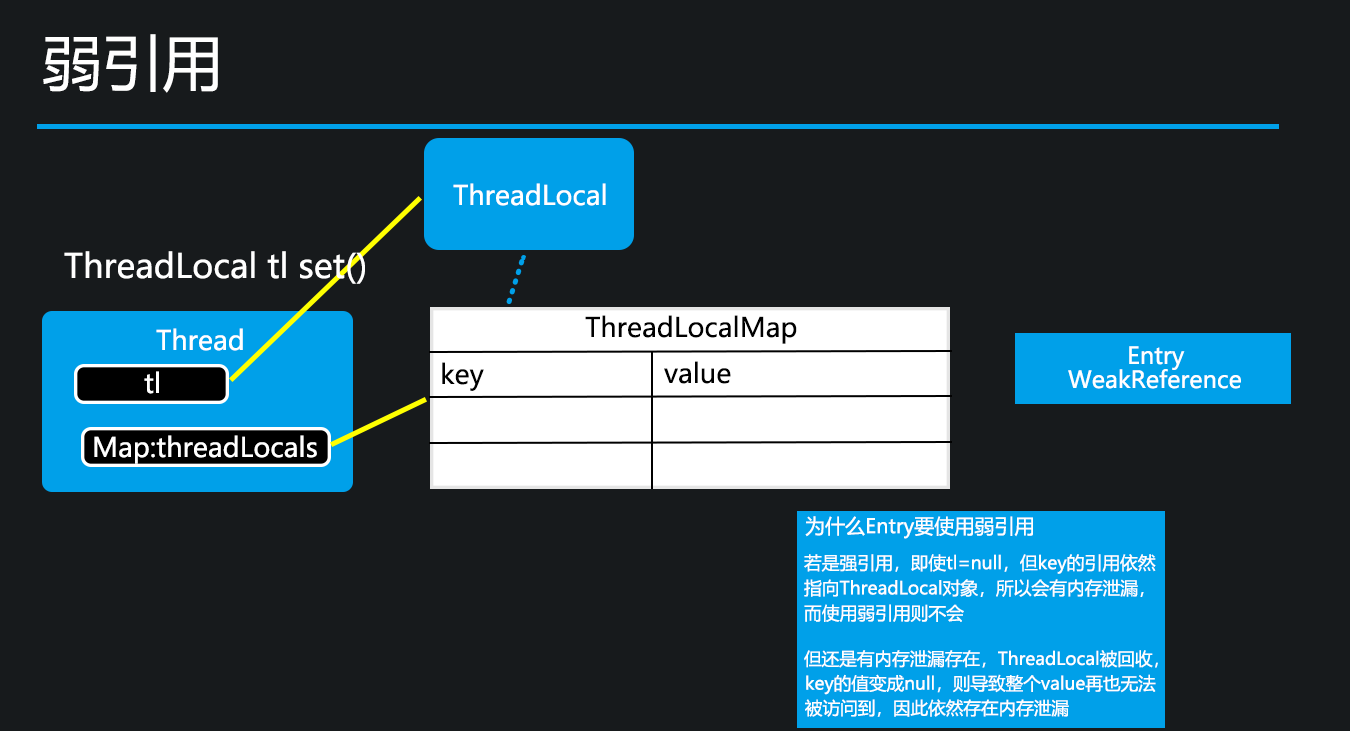 弱引用
ThreadLocal
ThreadLocal tl set()
Thread
tl
Map:threadLocals
ThreadLocalMap
key
value
Entry
WeakReference
为什么Entry要使用弱引用
若是强引用，即使tl=null，但key的引用依然
指向ThreadLocal对象，所以会有内存泄漏，
而使用弱引用则不会
但还是有内存泄漏存在，ThreadLocal被回收，
key的值变成null，则导致整个value再也无法
被访问到，因此依然存在内存泄漏